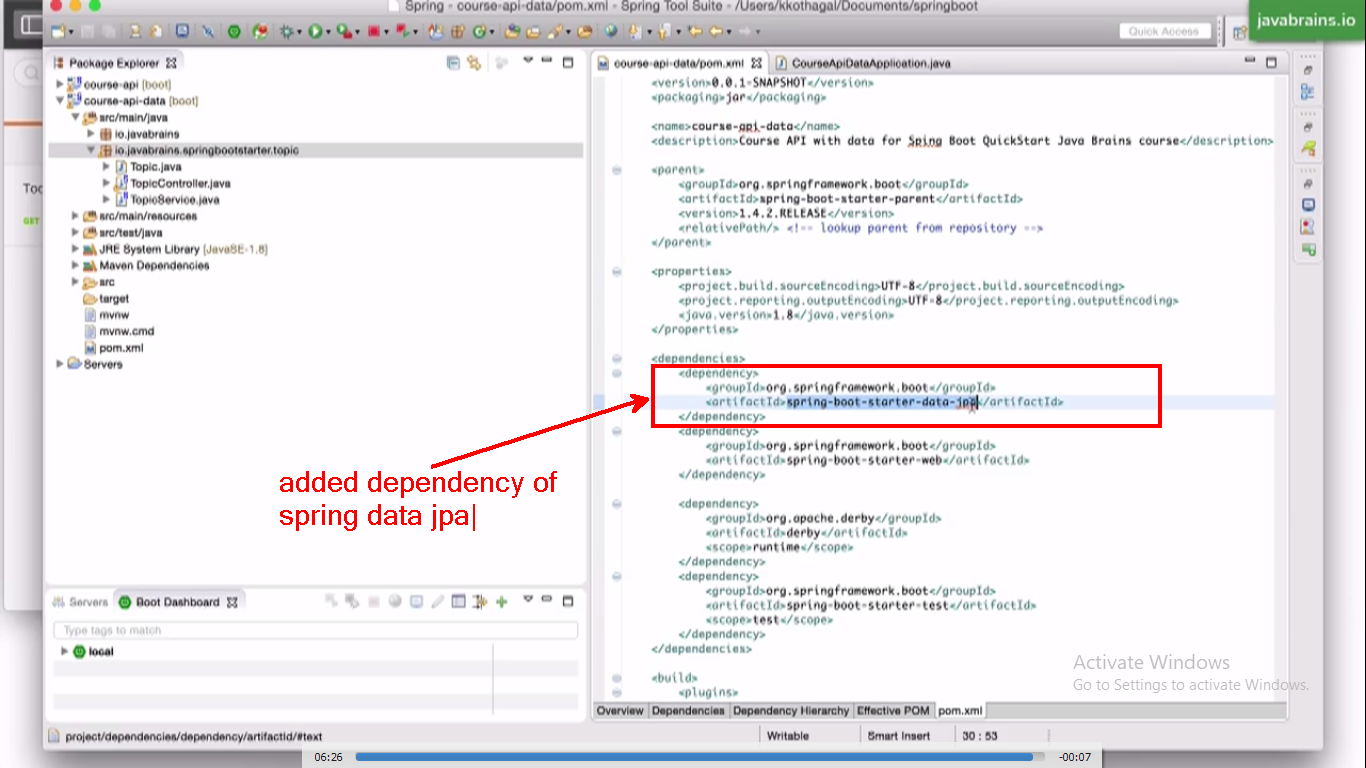 Spring - course-api-data/pom.xml - Spring Tool Suite - /Users/kkothagal/Documents/springboot
javabrains.io
Quick Access
Package Explorer
course-api [boot]
course-api-data [boot]
src/main/java
io.javabrains
io.javabrains.springbootstarter.topic
Topic.java
TopicController.java
TopicService.java
src/main/resources
src/test/java
JRE System Library [JavaSE-1.8]
Maven Dependencies
src
target
mvnw
mvnw.cmd
pom.xml
Servers
Too
GET
course-api-data/pom.xml
CourseApiDataApplication.java
<version>0.0.1-SNAPSHOT</version>
<packaging>jar</packaging>
<name>course-api-data</name>
<description>Course API with data for Sping Boot QuickStart Java Brains course</description>
<parent>
<groupId>org.springframework.boot</groupId>
<artifactId>spring-boot-starter-parent</artifactId>
<version>1.4.2.RELEASE</version>
<relativePath/> <!-- lookup parent from repository -->
</parent>
<properties>
<project.build.sourceEncoding>UTF-8</project.build.sourceEncoding>
<project.reporting.outputEncoding>UTF-8</project.reporting.outputEncoding>
<java.version>1.8</java.version>
</properties>
<dependencies>
<dependency>
<groupId>org.springframework.boot</groupId>
<artifactId>spring-boot-starter-data-jpa</artifactId>
</dependency>
<dependency>
<groupId>org.springframework.boot</groupId>
<artifactId>spring-boot-starter-web</artifactId>
</dependency>
<dependency>
<groupId>org.apache.derby</groupId>
<artifactId>derby</artifactId>
<scope>runtime</scope>
</dependency>
<dependency>
<groupId>org.springframework.boot</groupId>
<artifactId>spring-boot-starter-test</artifactId>
<scope>test</scope>
</dependency>
</dependencies>
<build>
<plugins>
added dependency of
spring data jpa
Servers
Boot Dashboard
Type tags to match
local
Activate Windows
Go to Settings to activate Windows.
Overview Dependencies Dependency Hierarchy Effective POM pom.xml
project/dependencies/dependency/artifactId/#text
Writable
Smart Insert
30 : 53
06:26
-00:07